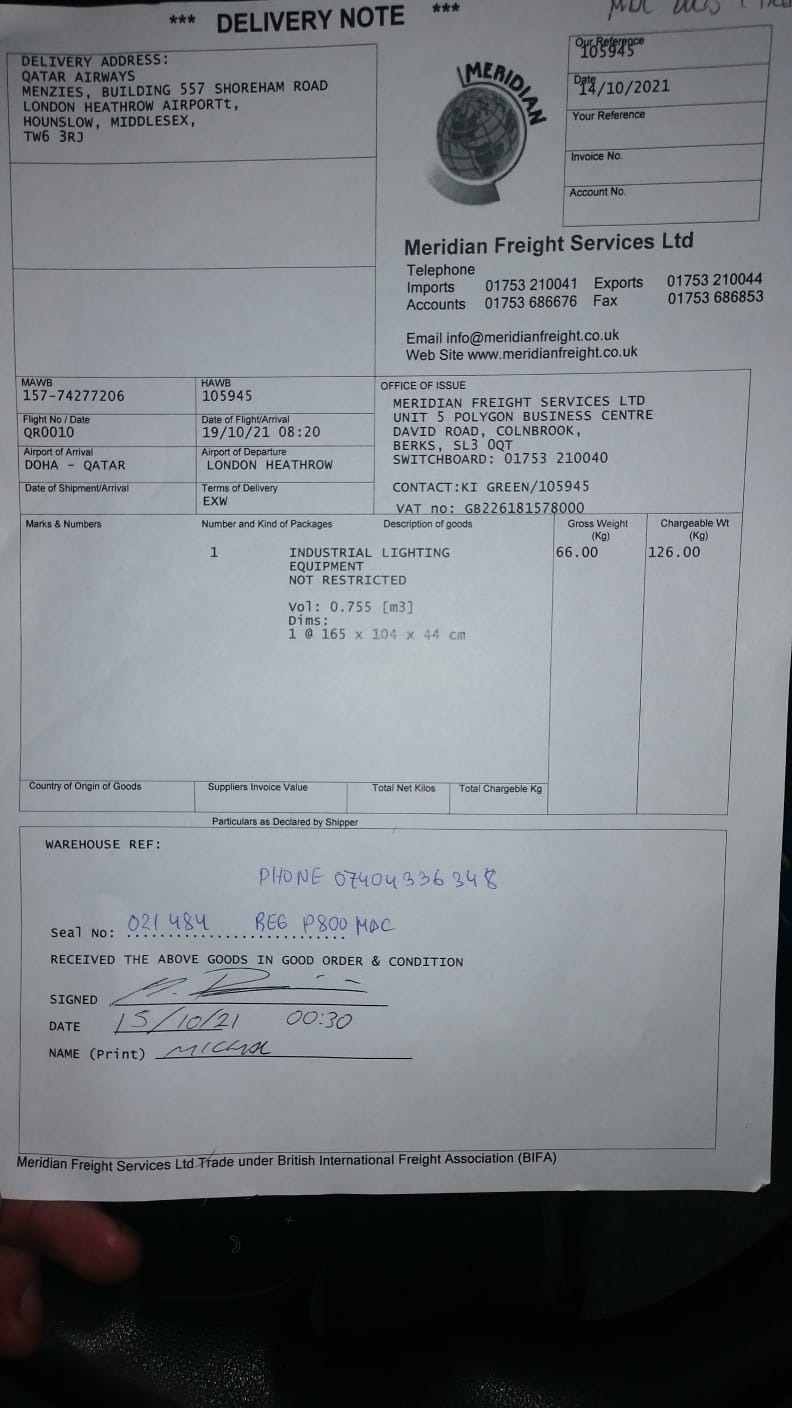 *** DELIVERY NOTE ***
DELIVERY ADDRESS:
QATAR AIRWAYS
MENZIES, BUILDING 557 SHOREHAM ROAD
LONDON HEATHROW AIRPORTt,
HOUNSLOW, MIDDLESEX,
TW6 3RJ
MERIDIAN
Our Reference
105945
Date
14/10/2021
Your Reference
Invoice No.
Account No.
Meridian Freight Services Ltd
Telephone
Imports 01753 210041 Exports 01753 210044
Accounts 01753 686676 Fax 01753 686853
Email info@meridianfreight.co.uk
Web Site www.meridianfreight.co.uk
MAWB HAWB
157-74277206 105945
Flight No / Date Date of Flight/Arrival
QR0010 19/10/21 08:20
Airport of Arrival Airport of Departure
DOHA - QATAR LONDON HEATHROW
Date of Shipment/Arrival Terms of Delivery
EXW
OFFICE OF ISSUE
MERIDIAN FREIGHT SERVICES LTD
UNIT 5 POLYGON BUSINESS CENTRE
DAVID ROAD, COLNBROOK,
BERKS, SL3 0QT
SWITCHBOARD: 01753 210040
CONTACT:KI GREEN/105945
VAT no: GB226181578000
Marks & Numbers Number and Kind of Packages Description of goods Gross Weight (Kg) Chargeable Wt (Kg)
1 INDUSTRIAL LIGHTING 66.00 126.00
EQUIPMENT
NOT RESTRICTED
Vol: 0.755 [m3]
Dims:
1 @ 165 x 104 x 44 cm
Country of Origin of Goods Suppliers Invoice Value Total Net Kilos Total Chargeble Kg
Particulars as Declared by Shipper
WAREHOUSE REF:
PHONE 07404336348
Seal No: 021484 REG P800 MDC
RECEIVED THE ABOVE GOODS IN GOOD ORDER & CONDITION
SIGNED
DATE 15/10/21 00:30
NAME (Print)
Meridian Freight Services Ltd Trade under British International Freight Association (BIFA)